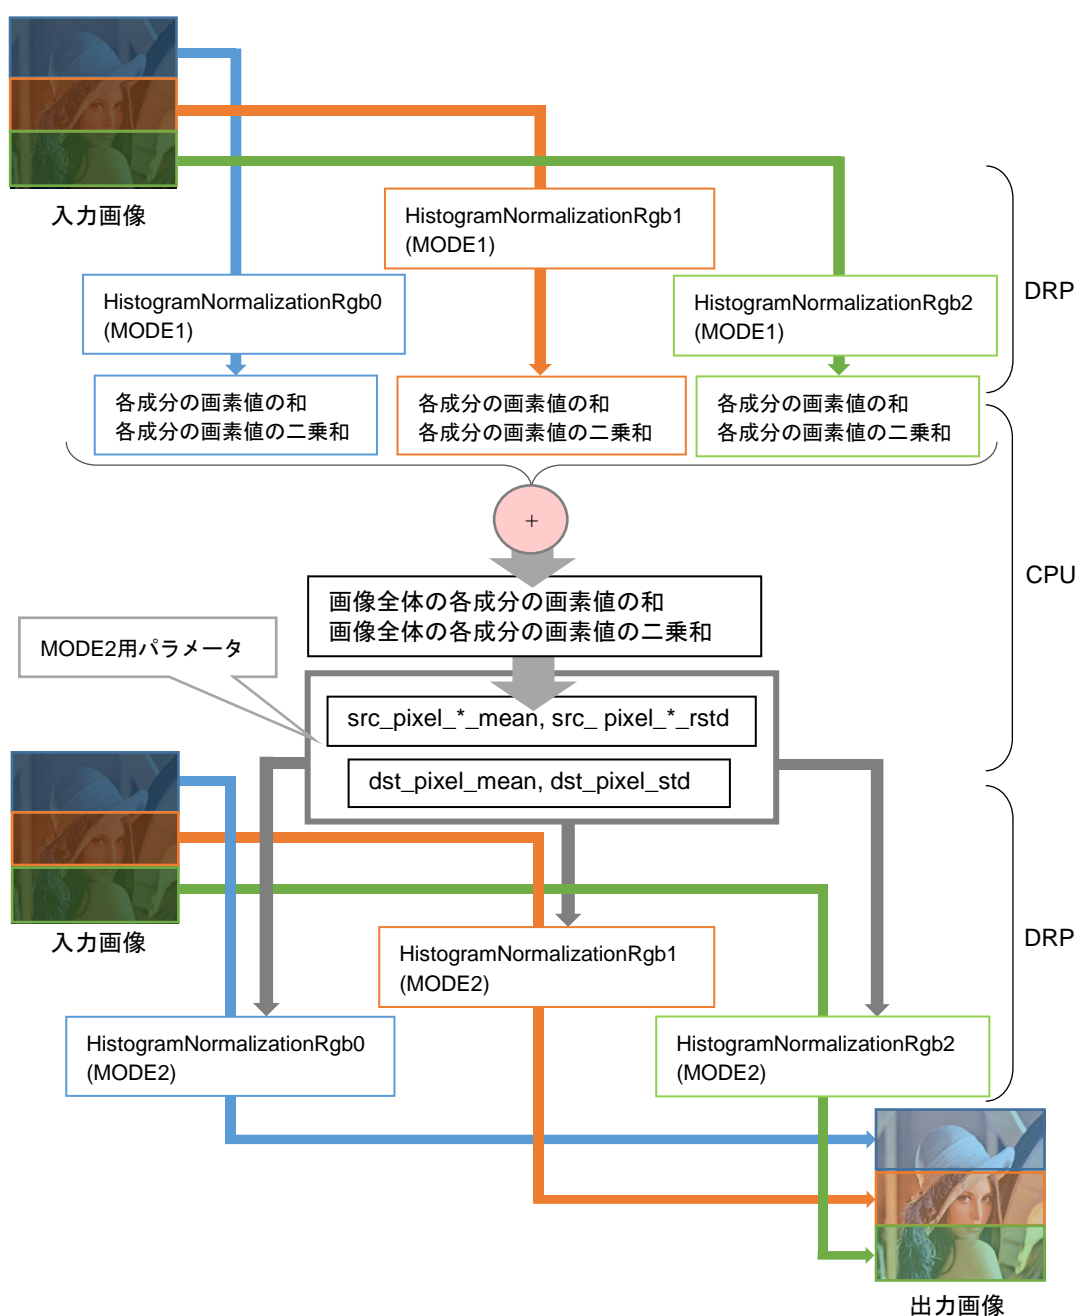 入力画像
HistogramNormalizationRgb1
(MODE1)
HistogramNormalizationRgb0
(MODE1)
HistogramNormalizationRgb2
(MODE1)
DRP
各成分の画素値の和
各成分の画素値の二乗和
各成分の画素値の和
各成分の画素値の二乗和
各成分の画素値の和
各成分の画素値の二乗和
+
CPU
画像全体の各成分の画素値の和
画像全体の各成分の画素値の二乗和
MODE2用パラメータ
src_pixel_*_mean, src_ pixel_*_rstd
dst_pixel_mean, dst_pixel_std
入力画像
HistogramNormalizationRgb1
(MODE2)
DRP
HistogramNormalizationRgb0
(MODE2)
HistogramNormalizationRgb2
(MODE2)
出力画像